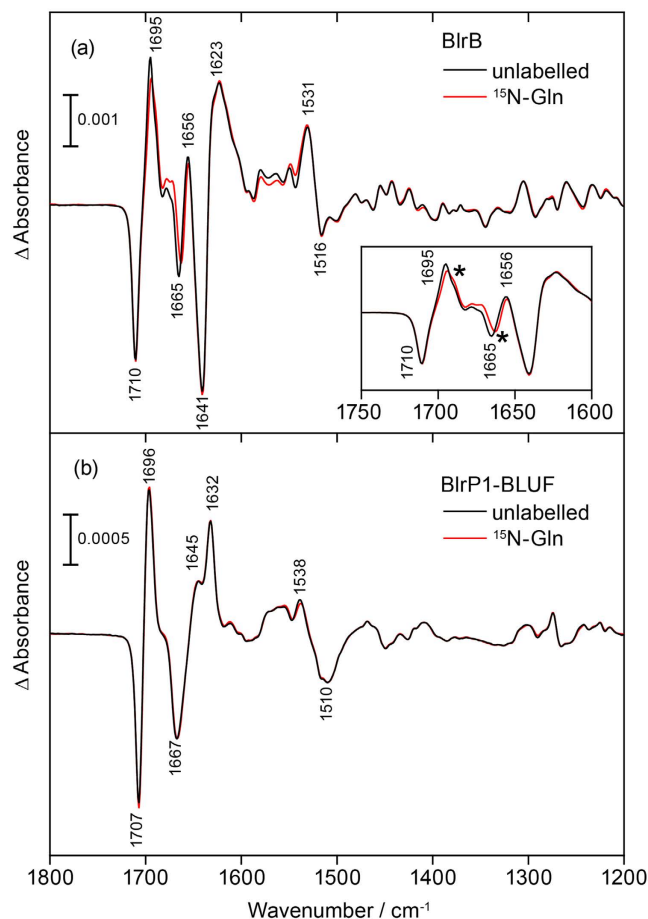 (a)
BlrB
unlabelled
¹⁵N-Gln
0.001
1695
1623
1656
1531
1665
1710
1641
1516
1695
1656
*
*
1710
1665
1750 1700 1650 1600
Δ Absorbance
(b)
BlrP1-BLUF
unlabelled
¹⁵N-Gln
0.0005
1696
1632
1645
1538
1510
1667
1707
Δ Absorbance
1800 1700 1600 1500 1400 1300 1200
Wavenumber / cm⁻¹